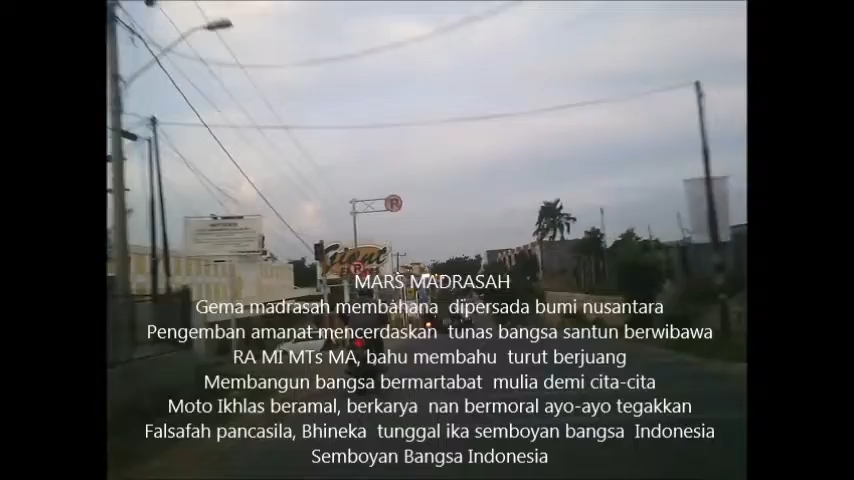 MARS MADRASAH
Gema madrasah membahana dipersada bumi nusantara
Pengemban amanat mencerdaskan tunas bangsa santun berwibawa
RA MI MTs MA, bahu membahu turut berjuang
Membangun bangsa bermartabat mulia demi cita-cita
Moto Ikhlas beramal, berkarya nan bermoral ayo-ayo tegakkan
Falsafah pancasila, Bhineka tunggal ika semboyan bangsa Indonesia
Semboyan Bangsa Indonesia